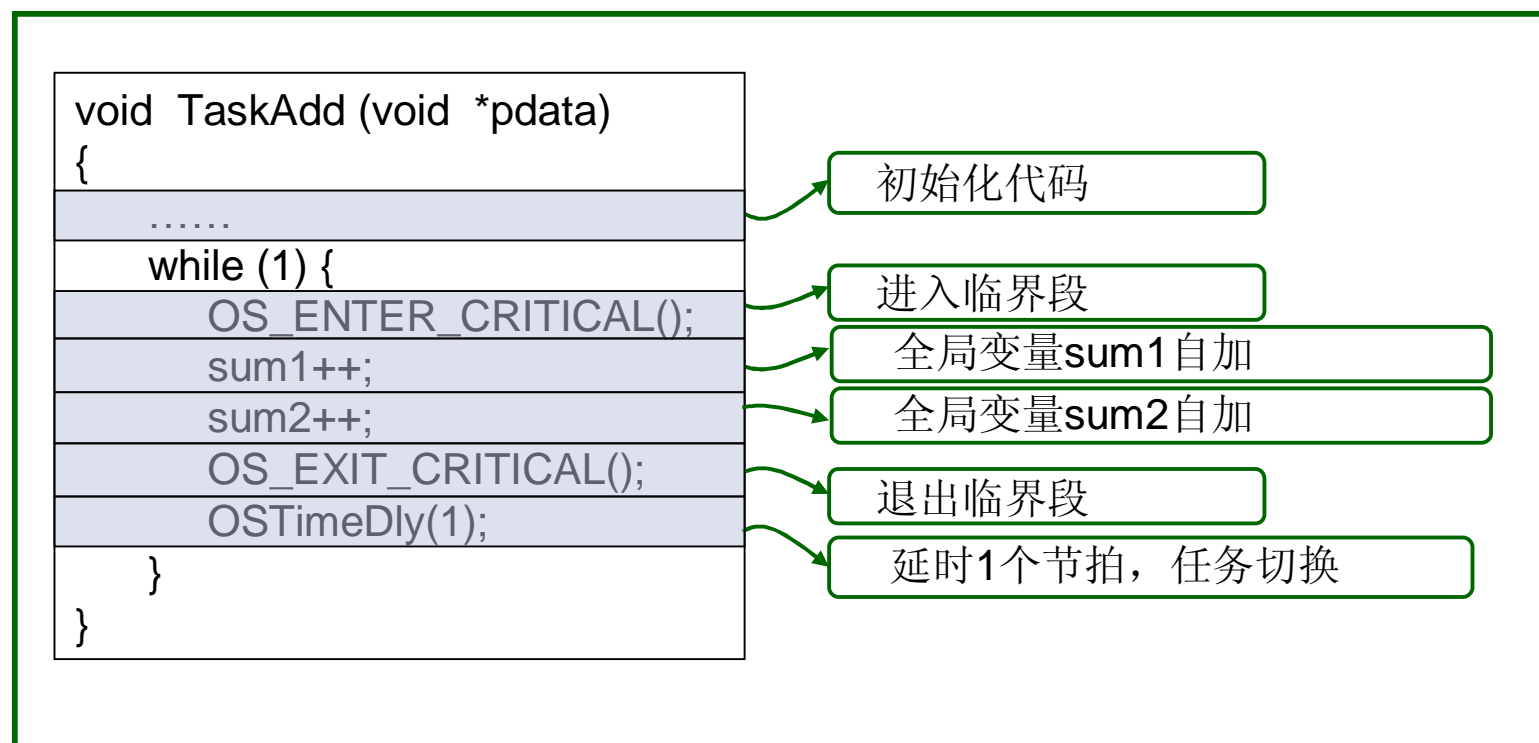 void TaskAdd (void *pdata)
{
……
while (1) {
OS_ENTER_CRITICAL();
sum1++;
sum2++;
OS_EXIT_CRITICAL();
OSTimeDly(1);
}
}
初始化代码
进入临界段
全局变量sum1自加
全局变量sum2自加
退出临界段
延时1个节拍，任务切换